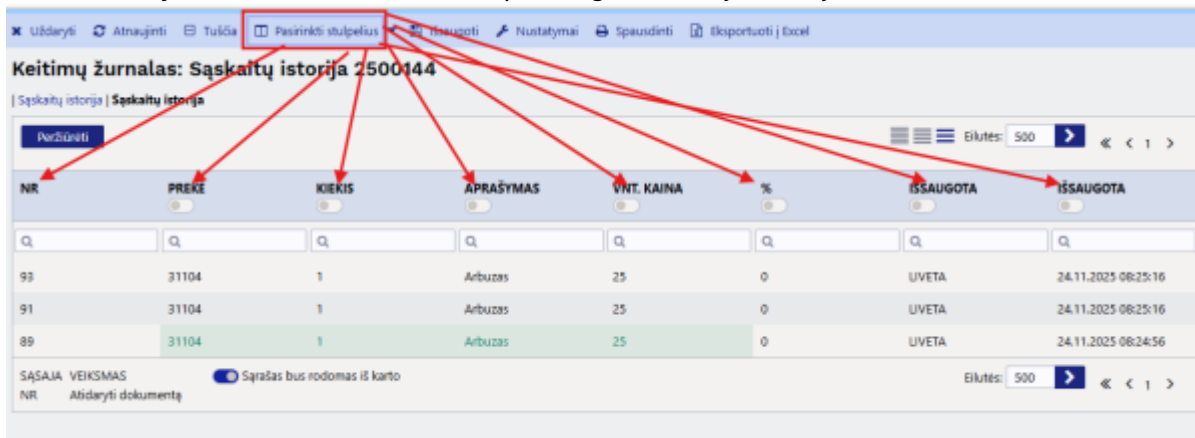 Uždaryti Atnaujinti Tuščia Pasirinkti stulpelius Išsaugoti Nustatymai Spausdinti Eksportuoti į Excel
Keitimų žurnalas: Sąskaitų istorija 2500144
| Sąskaitų istorija | Sąskaitų istorija
Peržiūrėti Eilutės: 500 1
NR PREKĖ KIEKIS APRAŠYMAS VNT. KAINA % IŠSAUGOTA IŠSAUGOTA
93 31104 1 Arbuzas 25 0 LIVETA 24.11.2025 08:25:16
91 31104 1 Arbuzas 25 0 LIVETA 24.11.2025 08:25:16
89 31104 1 Arbuzas 25 0 LIVETA 24.11.2025 08:24:56
SĄSAJA VEIKSMAS Sąrašas bus rodomas iš karto Eilutės: 500 1
NR Atidaryti dokumentą